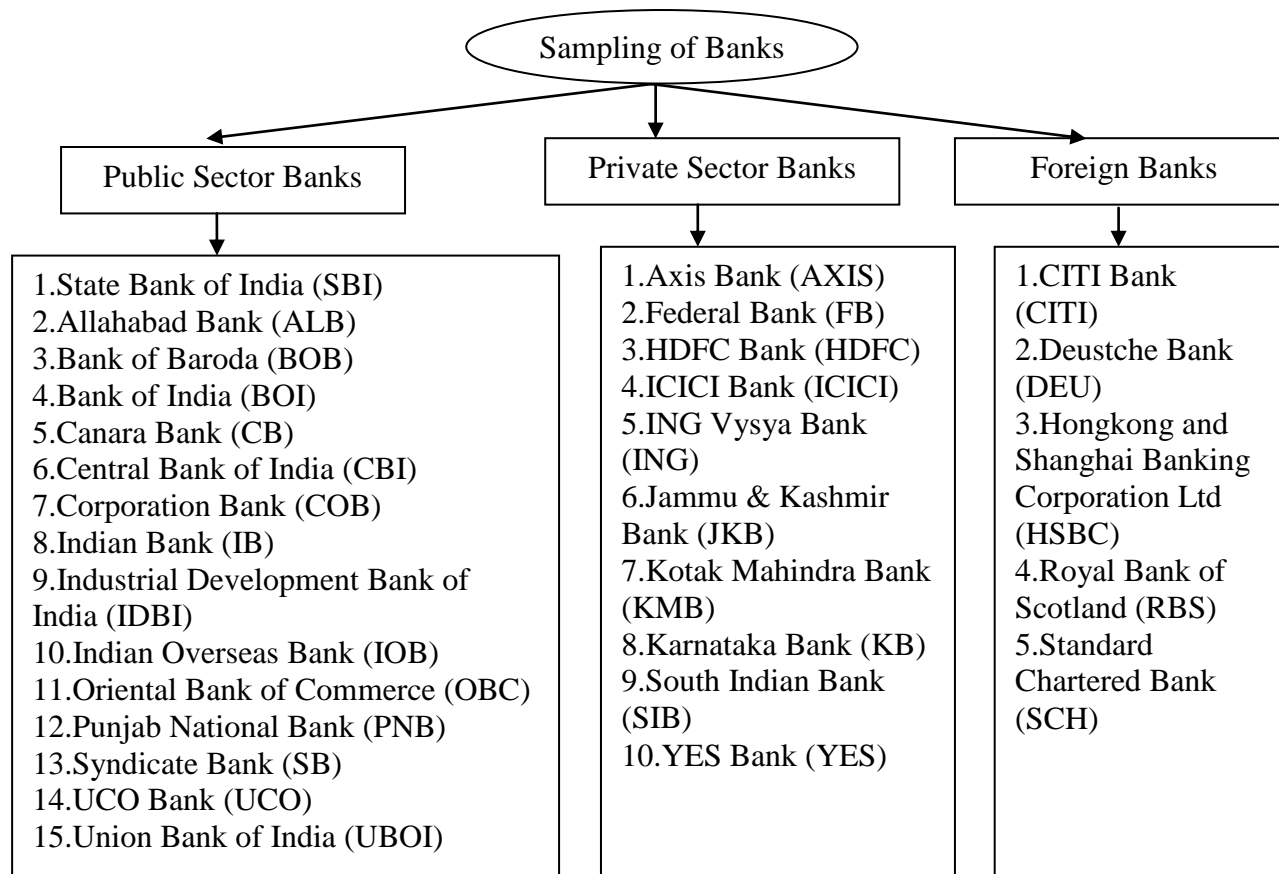 Sampling of Banks
Public Sector Banks
Private Sector Banks
Foreign Banks
1.State Bank of India (SBI)
2.Allahabad Bank (ALB)
3.Bank of Baroda (BOB)
4.Bank of India (BOI)
5.Canara Bank (CB)
6.Central Bank of India (CBI)
7.Corporation Bank (COB)
8.Indian Bank (IB)
9.Industrial Development Bank of
India (IDBI)
10.Indian Overseas Bank (IOB)
11.Oriental Bank of Commerce (OBC)
12.Punjab National Bank (PNB)
13.Syndicate Bank (SB)
14.UCO Bank (UCO)
15.Union Bank of India (UBOI)
1.Axis Bank (AXIS)
2.Federal Bank (FB)
3.HDFC Bank (HDFC)
4.ICICI Bank (ICICI)
5.ING Vysya Bank
(ING)
6.Jammu & Kashmir
Bank (JKB)
7.Kotak Mahindra Bank
(KMB)
8.Karnataka Bank (KB)
9.South Indian Bank
(SIB)
10.YES Bank (YES)
1.CITI Bank
(CITI)
2.Deustche Bank
(DEU)
3.Hongkong and
Shanghai Banking
Corporation Ltd
(HSBC)
4.Royal Bank of
Scotland (RBS)
5.Standard
Chartered Bank
(SCH)